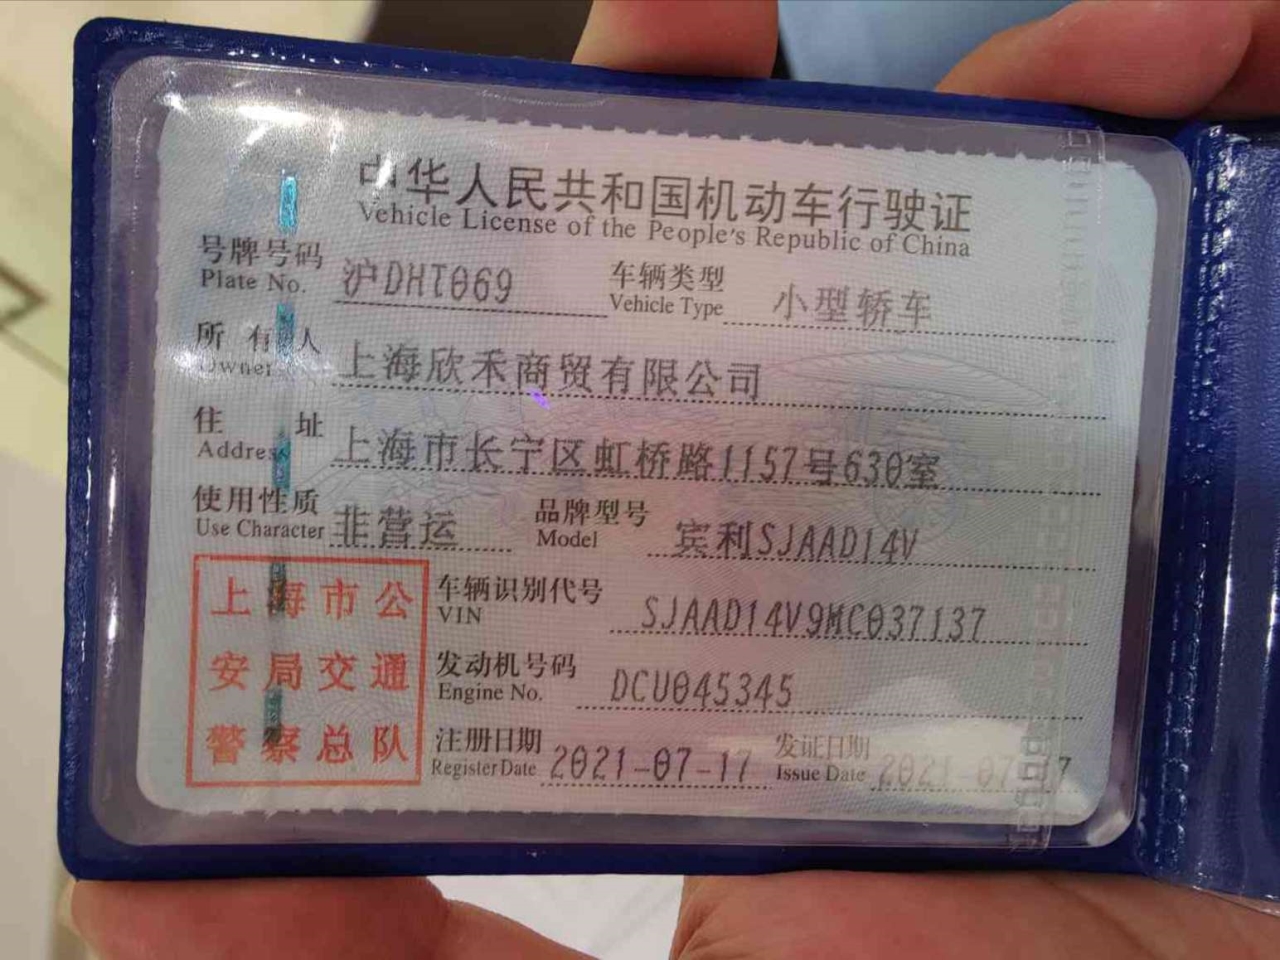 中华人民共和国机动车行驶证
Vehicle License of the People's Republic of China
号牌号码 沪DHT069 车辆类型 小型轿车
Plate No. Vehicle Type
所有人 上海欣禾商贸有限公司
Owner
住址 上海市长宁区虹桥路1157号630室
Address
使用性质 非营运 品牌型号 宾利SJAAD14V
Use Character Model
上海市公
安局交通
警察总队
车辆识别代号 SJAAD14V9MC037137
VIN
发动机号码 DCU045345
Engine No.
注册日期 2021-07-17 发证日期 2021-07-17
Register Date Issue Date